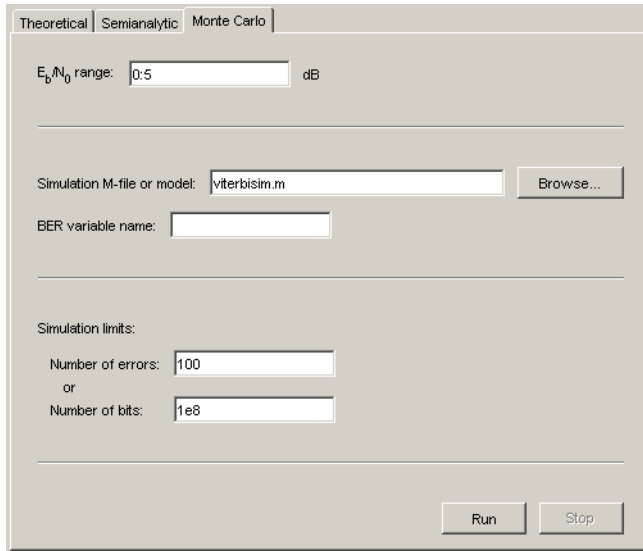 Theoretical Semianalytic Monte Carlo
Eb/N0 range: 0:5 dB
Simulation M-file or model: viterbisim.m Browse...
BER variable name:
Simulation limits:
Number of errors: 100
or
Number of bits: 1e8
Run Stop